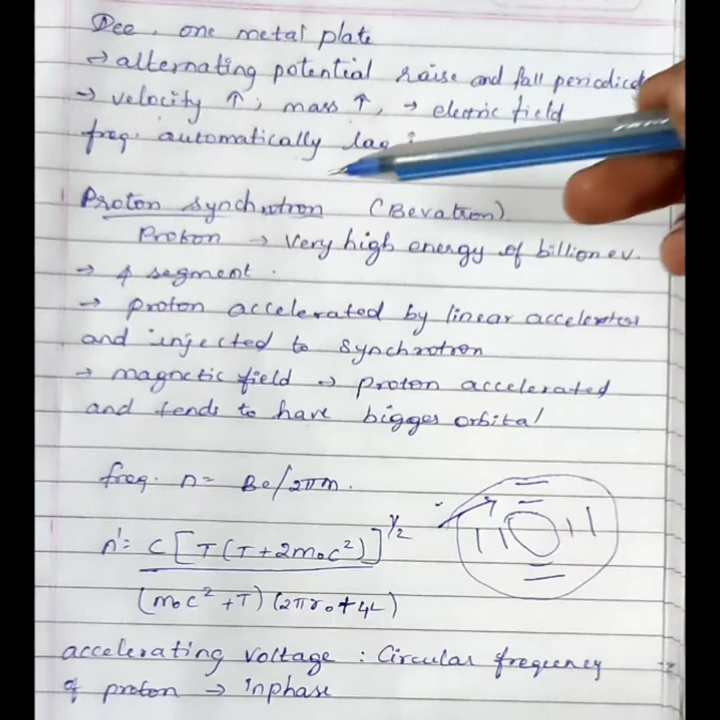 Dee, one metal plate
→ alternating potential raise and fall periodical
→ velocity ↑, mass ↑, → electric field
freq. automatically lag
Proton synchrotron (Bevatron)
Proton → very high energy of billion ev.
→ 4 segment.
→ proton accelerated by linear
and injected to synchrotron
→ magnetic field → proton accelerated
and tends to have bigger orbital
freq. n = Be/2πm.
n' = C[T(T+2m₀c²)]^1/2
(m₀c²+T)(2πr₀+4L)
accelerating voltage : Circular frequency
of proton → inphase